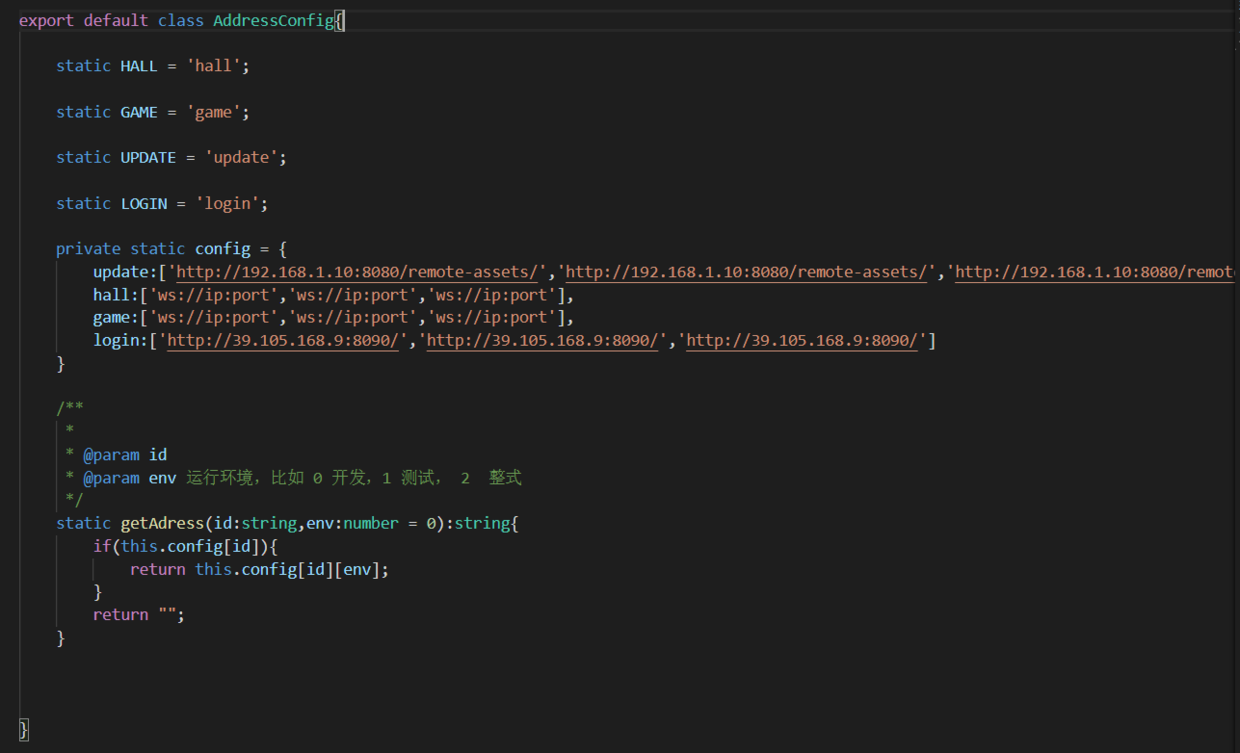 export default class AddressConfig{
static HALL = 'hall';
static GAME = 'game';
static UPDATE = 'update';
static LOGIN = 'login';
private static config = {
update:['http://192.168.1.10:8080/remote-assets/','http://192.168.1.10:8080/remote-assets/','http://192.168.1.10:8080/remot
hall:['ws://ip:port','ws://ip:port','ws://ip:port'],
game:['ws://ip:port','ws://ip:port','ws://ip:port'],
login:['http://39.105.168.9:8090/','http://39.105.168.9:8090/','http://39.105.168.9:8090/']
}
/**
*
* @param id
* @param env 运行环境，比如 0 开发，1 测试， 2 整式
*/
static getAdress(id:string,env:number = 0):string{
if(this.config[id]){
return this.config[id][env];
}
return "";
}
}